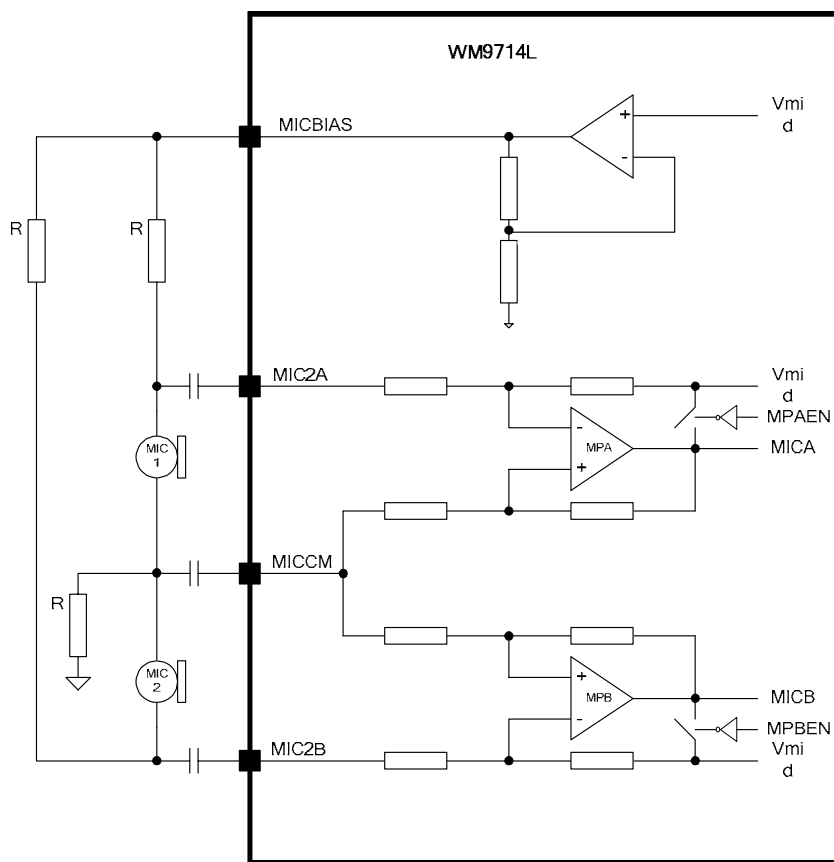 WM9714L
MICBIAS
+
-
Vmi
d
R
R
MIC2A
Vmi
d
MPAEN
-
MPA
+
MICA
MIC
1
MICCM
R
MIC
2
+
MPB
-
MICB
MPBEN
MIC2B
Vmi
d